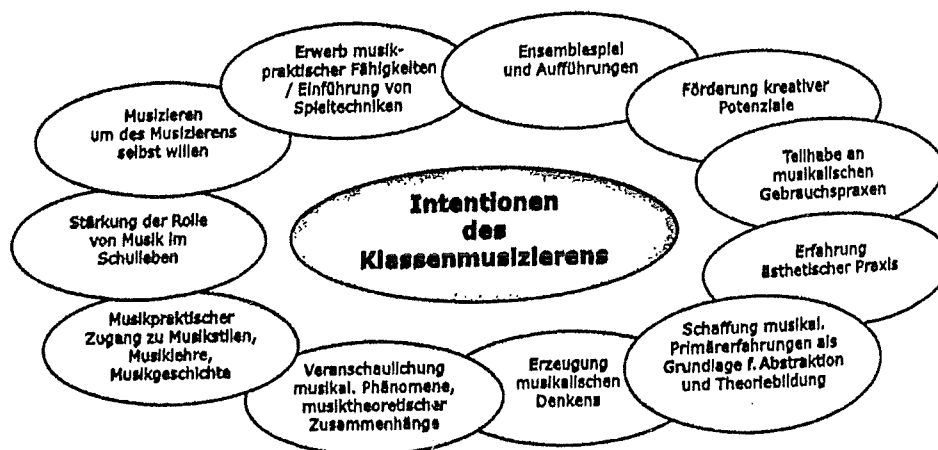 Erwerb musik-
praktischer Fähigkeiten
/ Einführung von
Spieltechniken
Ensemblespiel
und Aufführungen
Förderung kreativer
Potenziale
Teilhabe an
musikalischen
Gebrauchspraxen
Erfahrung
ästhetischer Praxis
Schaffung musikal.
Primärerfahrungen als
Grundlage f. Abstraktion
und Theoriebildung
Erzeugung
musikalischen
Denkens
Veranschaulichung
musikal. Phänomene,
musiktheoretischer
Zusammenhänge
Musikpraktischer
Zugang zu Musikstilen,
Musiklehre,
Musikgeschichte
Stärkung der Rolle
von Musik im
Schulleben
Musizieren
um des Musizierens
selbst willen
Intentionen
des
Klassenmusizierens